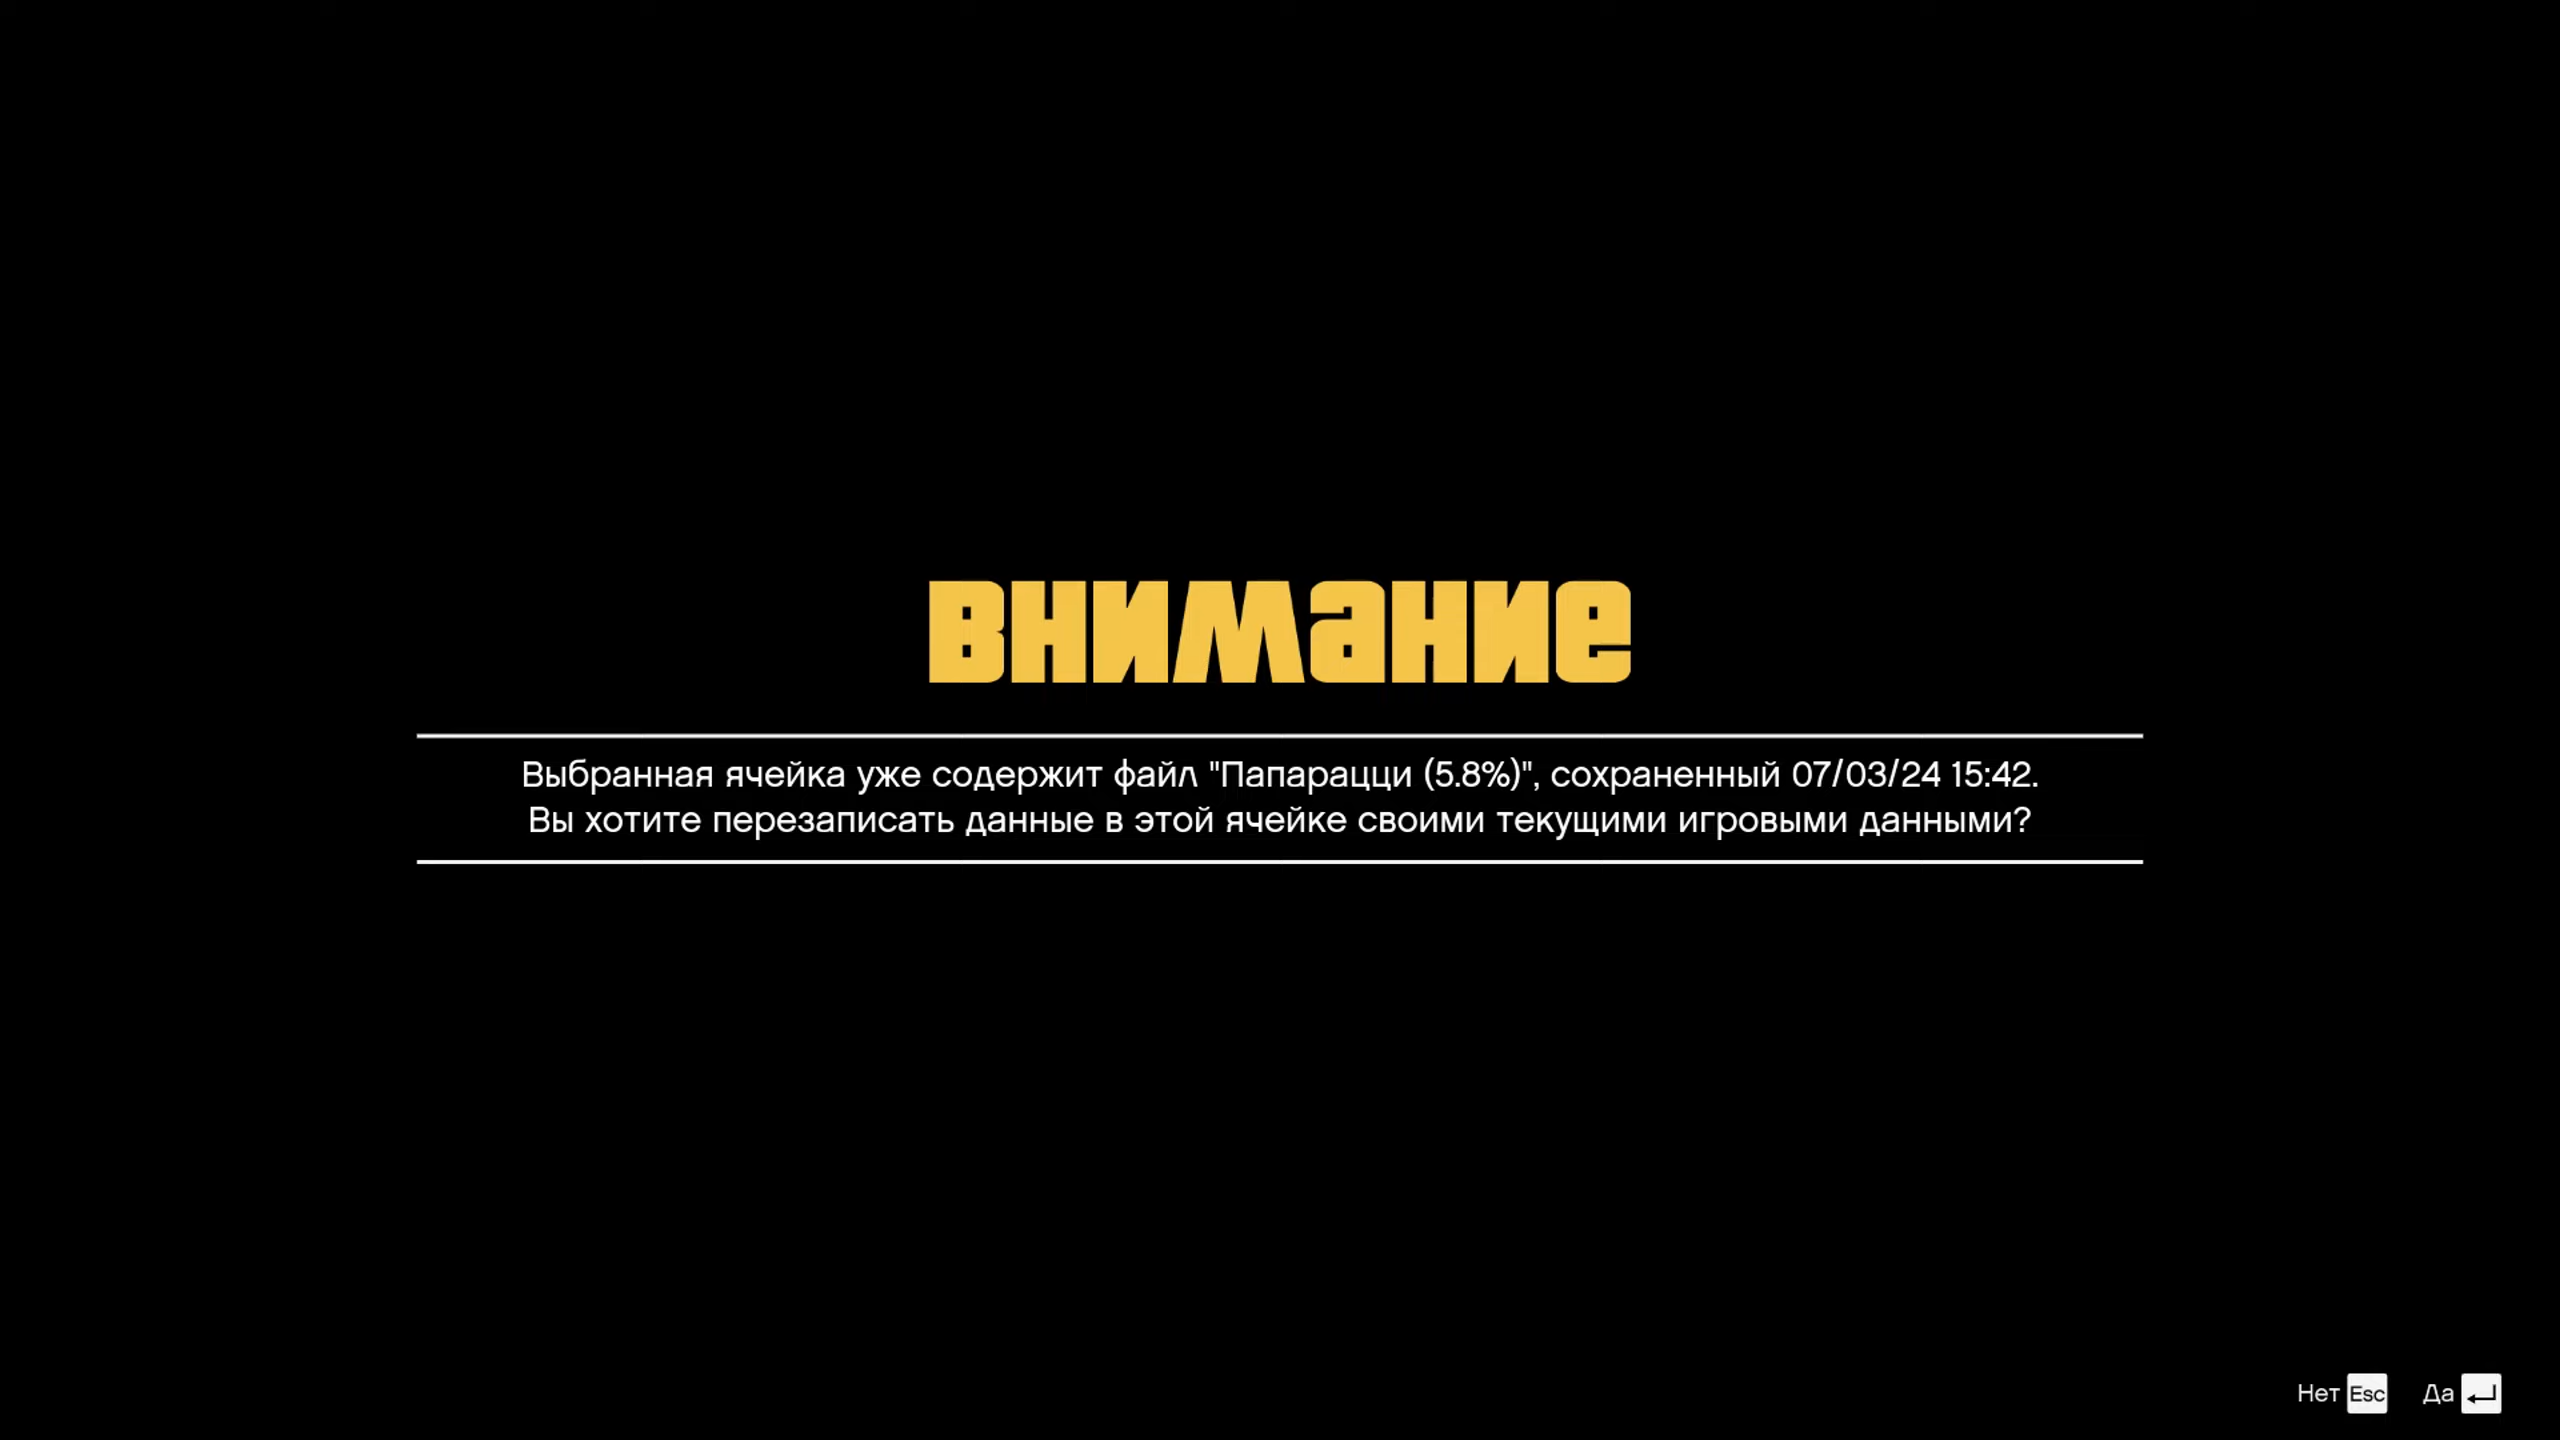 внимание
Выбранная ячейка уже содержит файл "Папарацци (5.8%)", сохраненный 07/03/24 15:42.
Вы хотите перезаписать данные в этой ячейке своими текущими игровыми данными?
Нет Esc Да